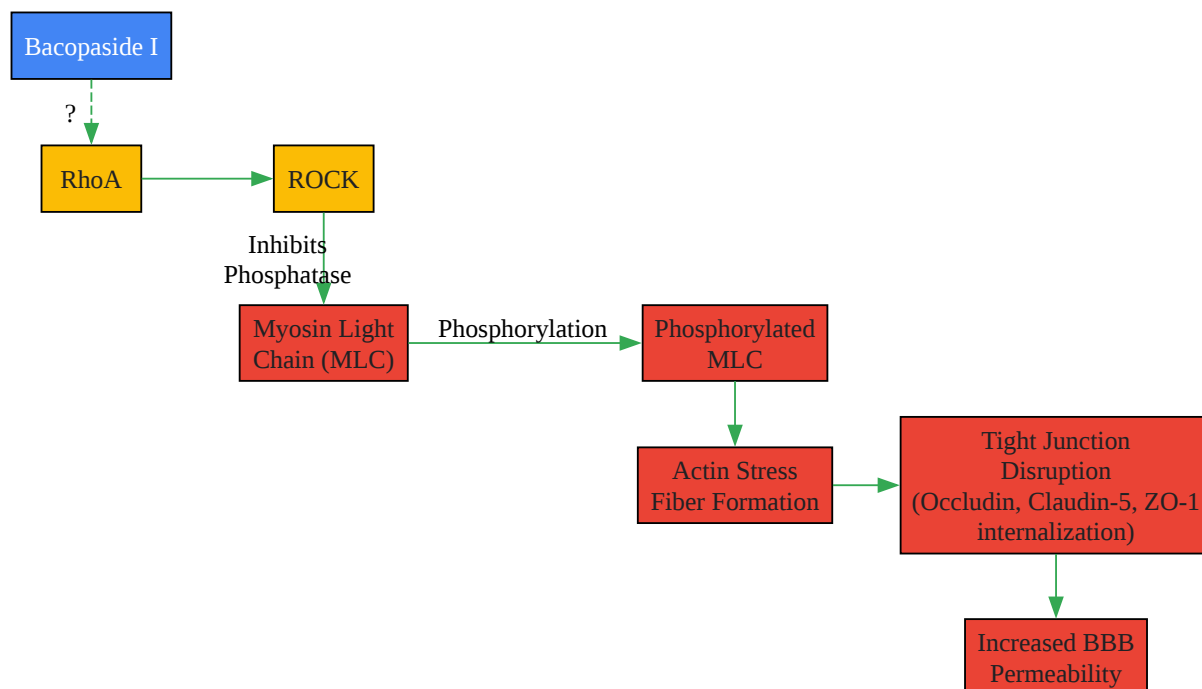 Bacopaside I
?
RhoA
ROCK
Inhibits
Phosphatase
Myosin Light
Chain (MLC)
Phosphorylation
Phosphorylated
MLC
Actin Stress
Fiber Formation
Tight Junction
Disruption
(Occludin, Claudin-5, ZO-1
internalization)
Increased BBB
Permeability